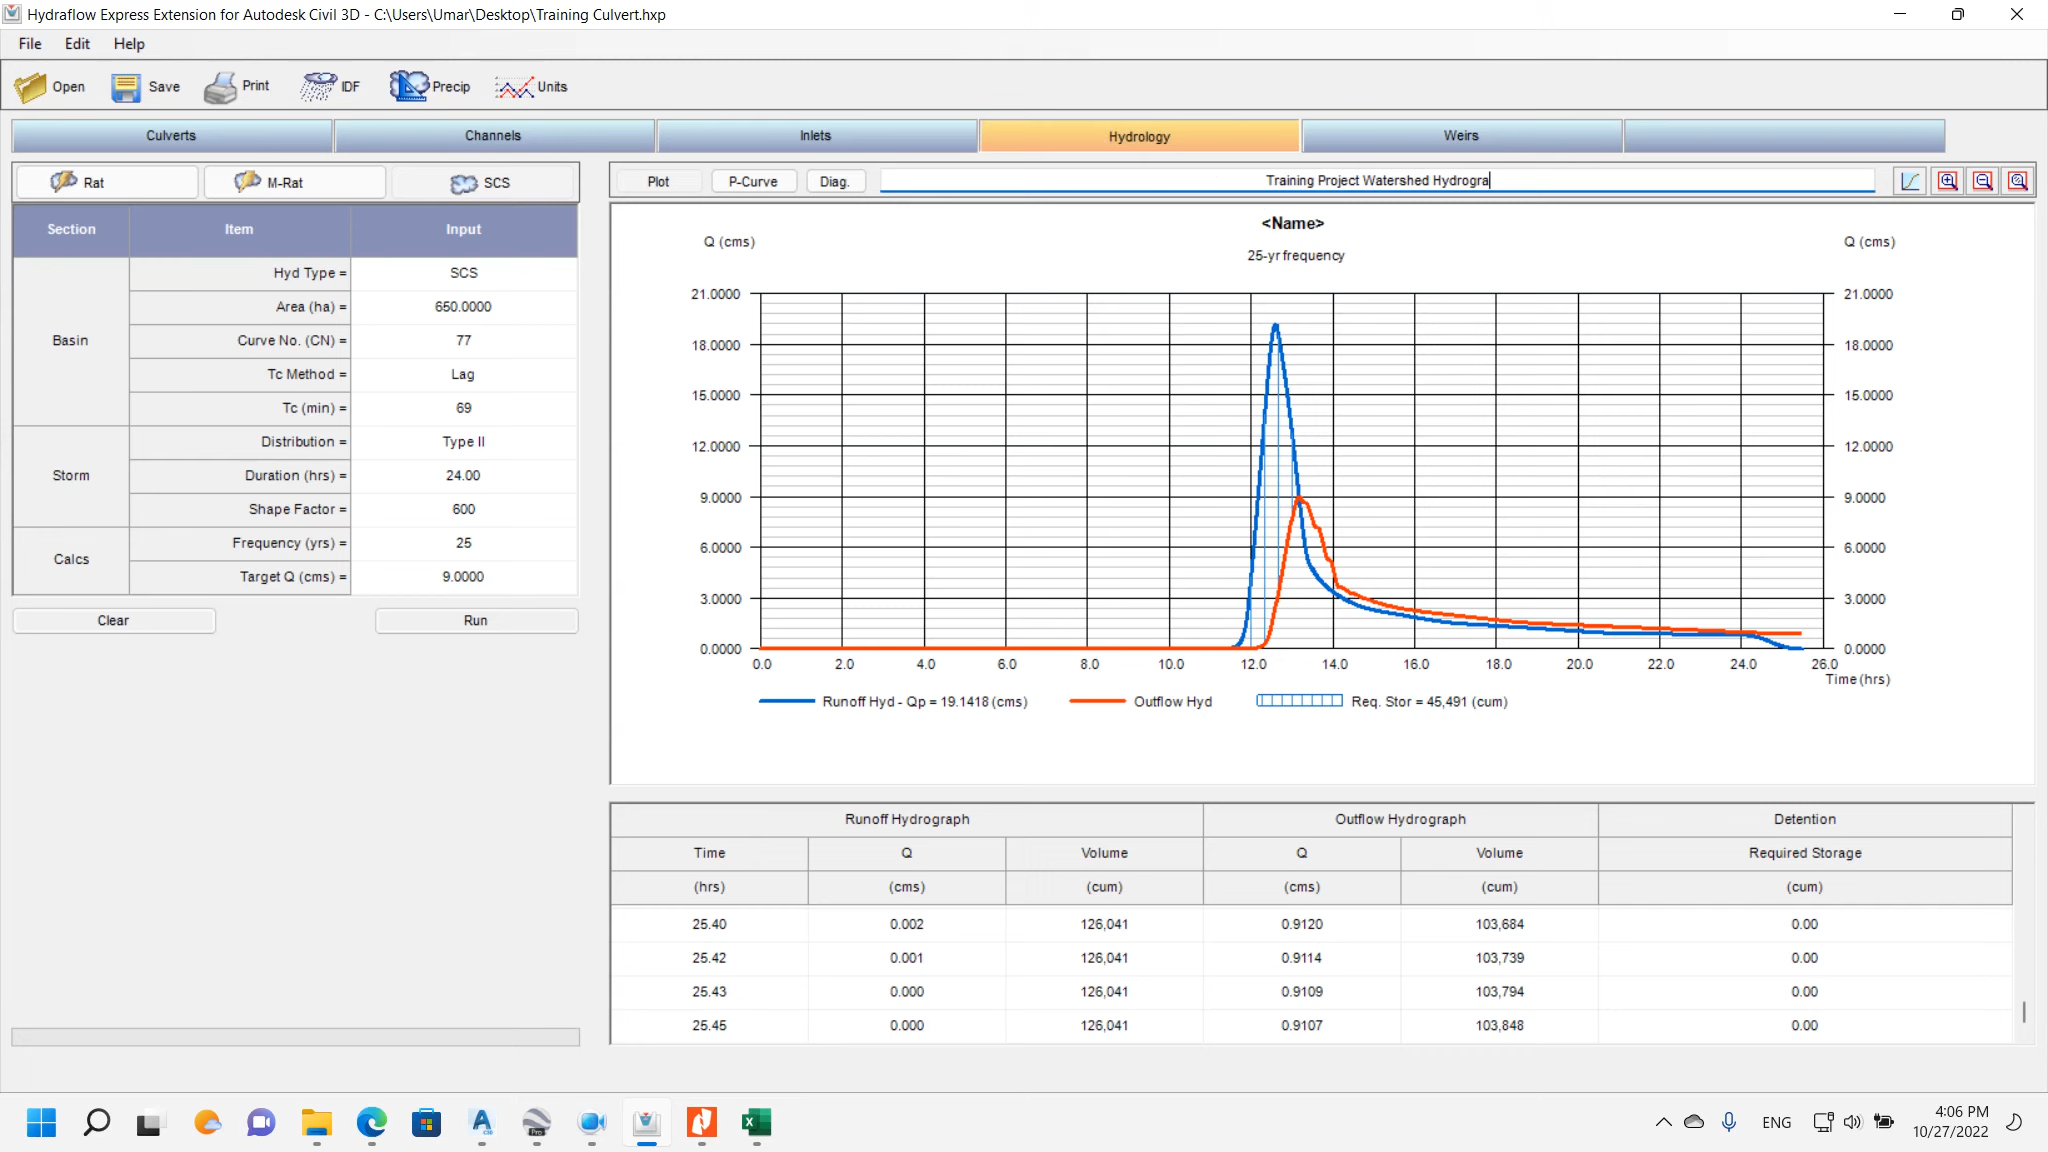 Hydraflow Express Extension for Autodesk Civil 3D - C:\Users\Umar\Desktop\Training Culvert.hxp
File Edit Help
Open Save Print IDF Precip Units
Culverts Channels Inlets Hydrology Weirs
Rat M-Rat SCS
Plot P-Curve Diag. Training Project Watershed Hydrogra
Section Item Input
Basin
Hyd Type = SCS
Area (ha) = 650.0000
Curve No. (CN) = 77
Tc Method = Lag
Tc (min) = 69
Storm
Distribution = Type II
Duration (hrs) = 24.00
Shape Factor = 600
Calcs
Frequency (yrs) = 25
Target Q (cms) = 9.0000
Clear Run
<Name>
Q (cms) Q (cms)
25-yr frequency
21.0000 21.0000
18.0000 18.0000
15.0000 15.0000
12.0000 12.0000
9.0000 9.0000
6.0000 6.0000
3.0000 3.0000
0.0000 0.0000
0.0 2.0 4.0 6.0 8.0 10.0 12.0 14.0 16.0 18.0 20.0 22.0 24.0 26.0
Time (hrs)
Runoff Hyd - Qp = 19.1418 (cms) Outflow Hyd Req. Stor = 45,491 (cum)
Runoff Hydrograph Outflow Hydrograph Detention
Time Q Volume Q Volume Required Storage
(hrs) (cms) (cum) (cms) (cum) (cum)
25.40 0.002 126,041 0.9120 103,684 0.00
25.42 0.001 126,041 0.9114 103,739 0.00
25.43 0.000 126,041 0.9109 103,794 0.00
25.45 0.000 126,041 0.9107 103,848 0.00
ENG
4:06 PM
10/27/2022